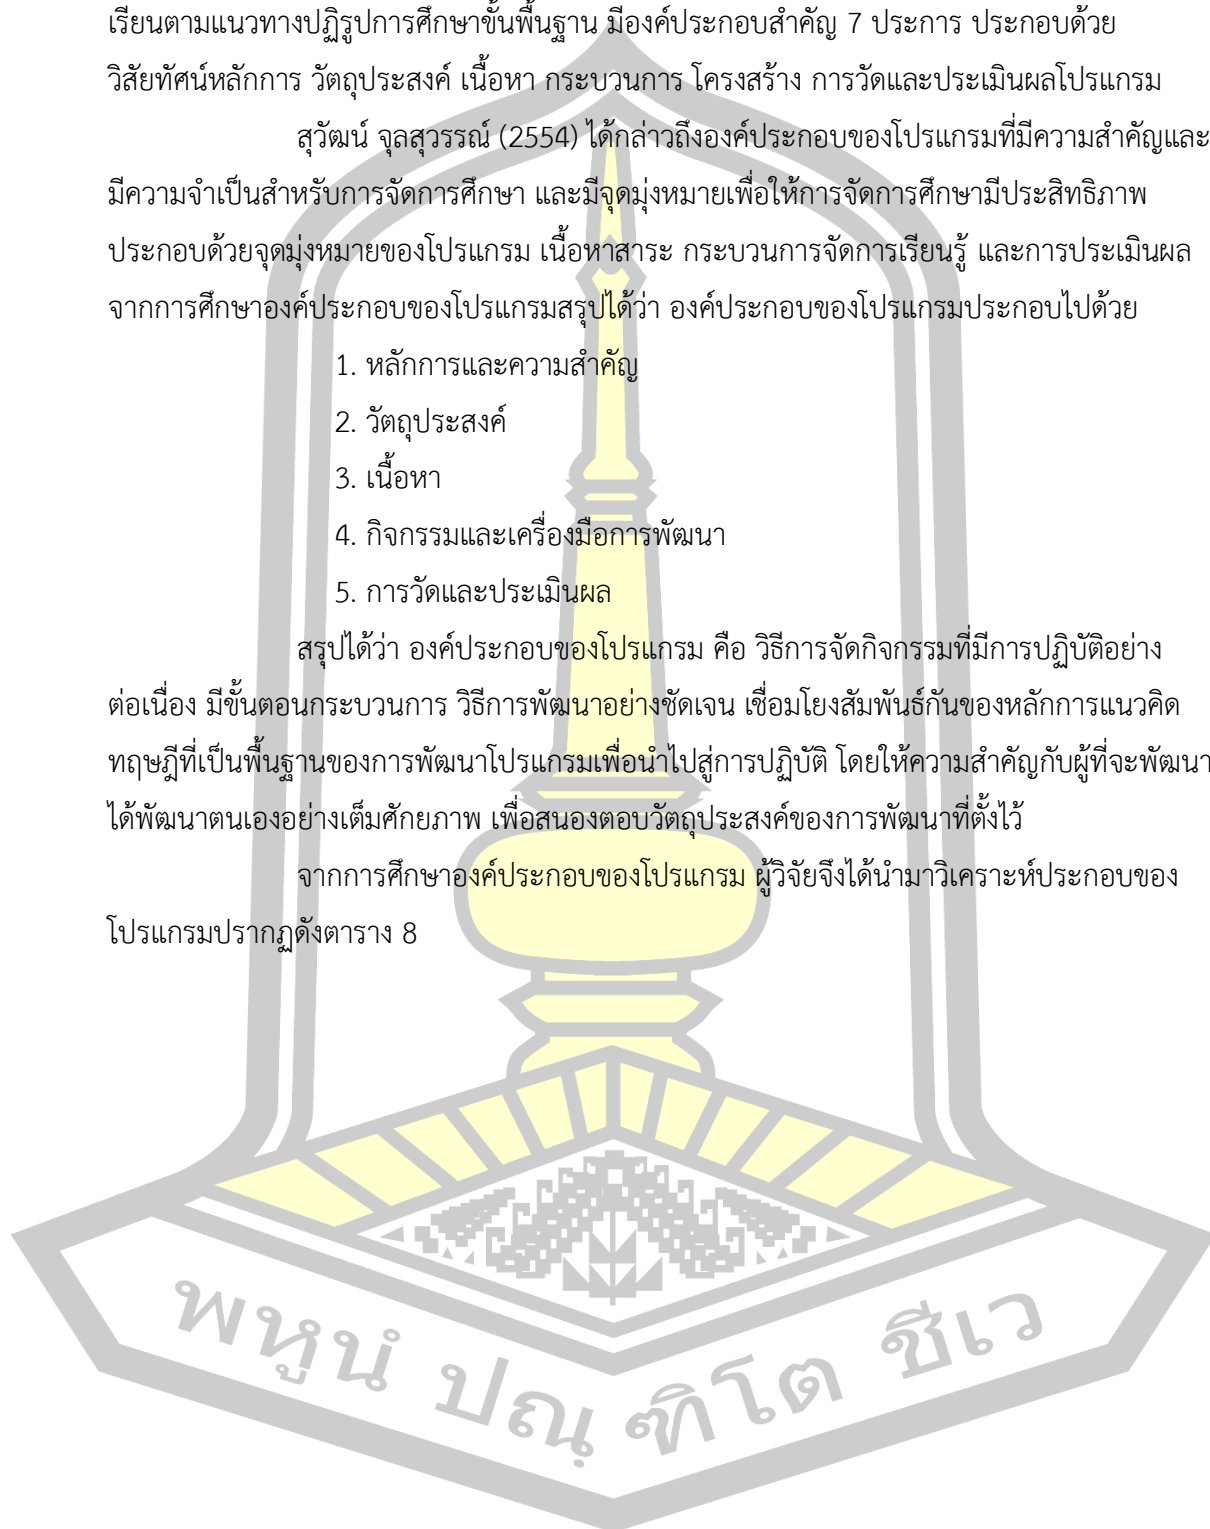 เรียนตามแนวทางปฏิรูปการศึกษาขั้นพื้นฐาน มีองค์ประกอบสำคัญ 7 ประการ ประกอบด้วย
วิสัยทัศน์หลักการ วัตถุประสงค์ เนื้อหา กระบวนการ โครงสร้าง การวัดและประเมินผลโปรแกรม
สุวัฒน์ จุลสุวรรณ์ (2554) ได้กล่าวถึงองค์ประกอบของโปรแกรมที่มีความสำคัญและ
มีความจำเป็นสำหรับการจัดการศึกษา และมีจุดมุ่งหมายเพื่อให้การจัดการศึกษามีประสิทธิภาพ
ประกอบด้วยจุดมุ่งหมายของโปรแกรม เนื้อหาสาระ กระบวนการจัดการเรียนรู้ และการประเมินผล
จากการศึกษาองค์ประกอบของโปรแกรมสรุปได้ว่า องค์ประกอบของโปรแกรมประกอบไปด้วย
1. หลักการและความสำคัญ
2. วัตถุประสงค์
3. เนื้อหา
4. กิจกรรมและเครื่องมือการพัฒนา
5. การวัดและประเมินผล
สรุปได้ว่า องค์ประกอบของโปรแกรม คือ วิธีการจัดกิจกรรมที่มีการปฏิบัติอย่าง
ต่อเนื่อง มีขั้นตอนกระบวนการ วิธีการพัฒนาอย่างชัดเจน เชื่อมโยงสัมพันธ์กันของหลักการแนวคิด
ทฤษฎีที่เป็นพื้นฐานของการพัฒนาโปรแกรมเพื่อนำไปสู่การปฏิบัติ โดยให้ความสำคัญกับผู้ที่จะพัฒนา
ได้พัฒนาตนเองอย่างเต็มศักยภาพ เพื่อสนองตอบวัตถุประสงค์ของการพัฒนาที่ตั้งไว้
จากการศึกษาองค์ประกอบของโปรแกรม ผู้วิจัยจึงได้นำมาวิเคราะห์ประกอบของ
โปรแกรมปรากฏดังตาราง 8
พหูนํ ปณฺฑิโต ชีเว